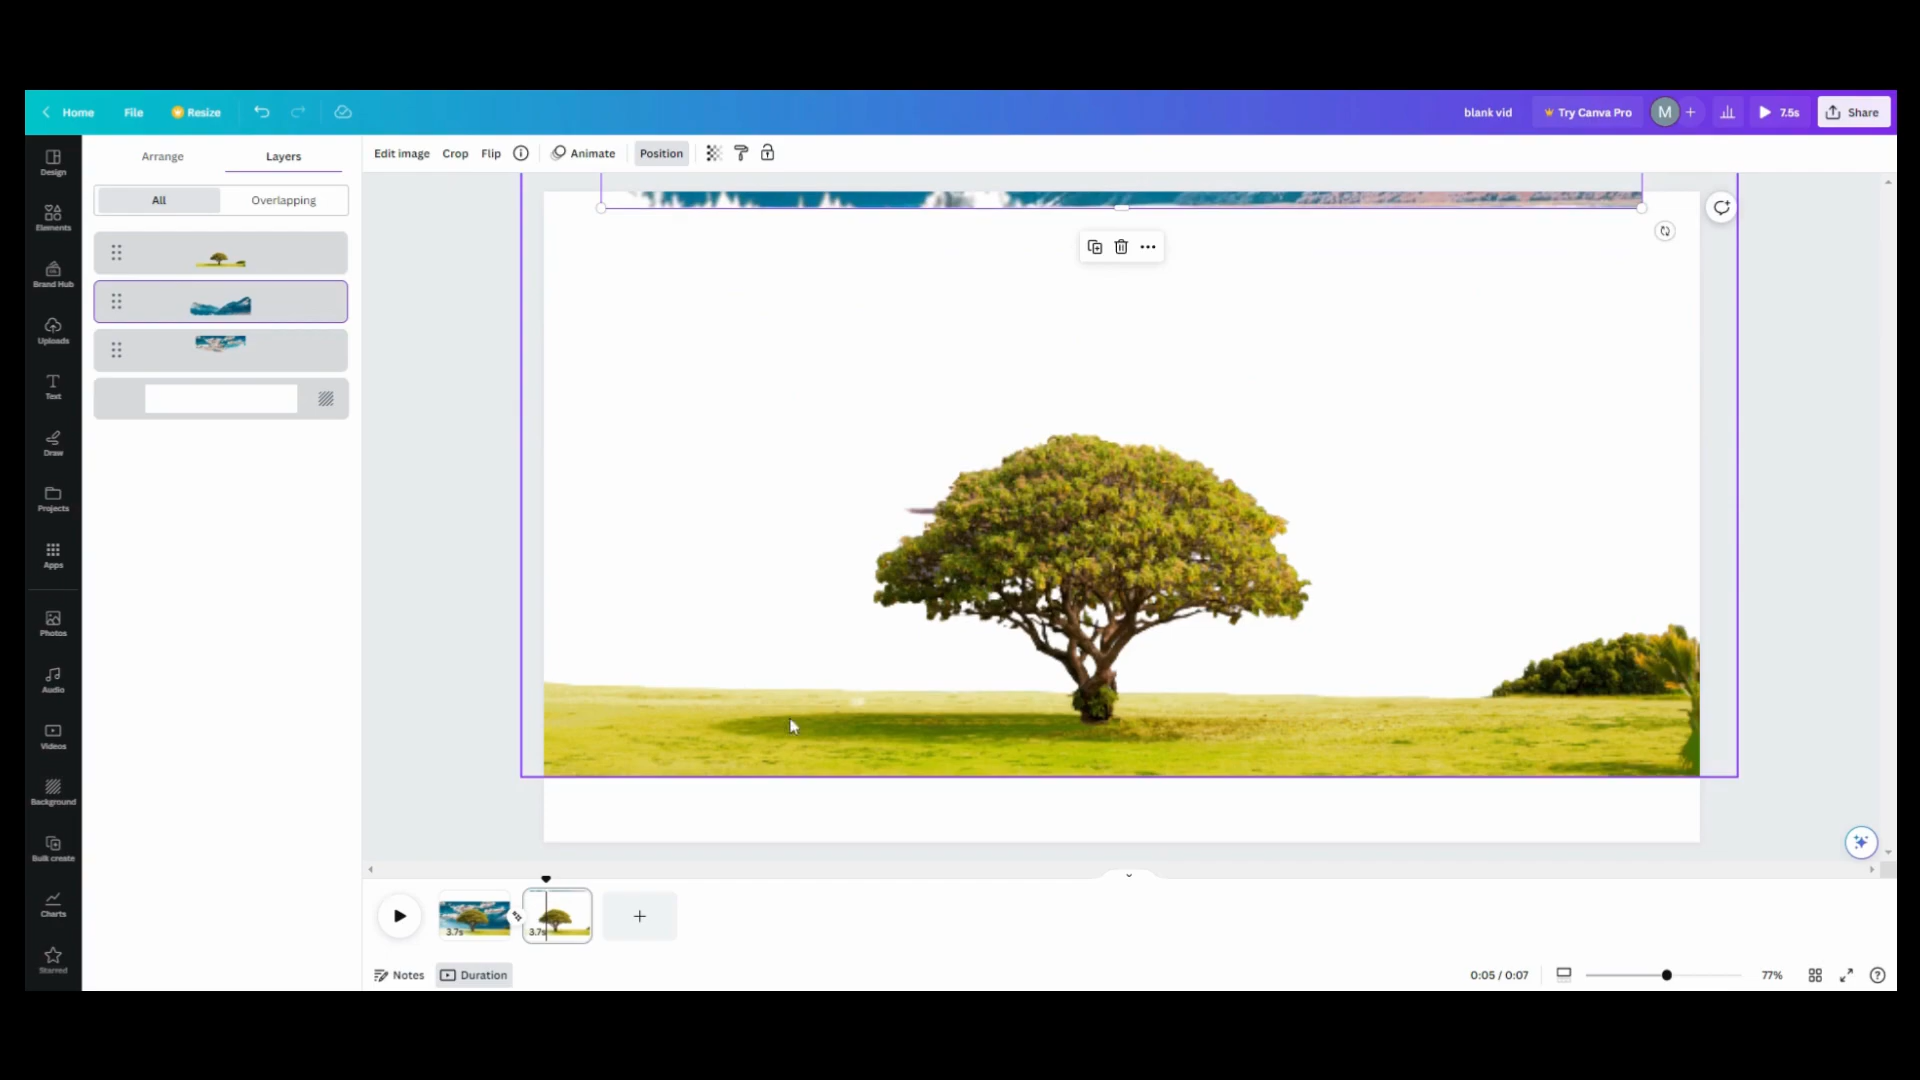 Home File Resize blank vid Try Canva Pro M + 7.5s Share
Arrange Layers Edit image Crop Flip Animate Position
All Overlapping
Design
Elements
Brand Hub
Uploads
Text
Draw
Projects
Apps
Photos
Audio
Videos
Background
Bulk create
Charts
Starred
3.7s 3.7s
Notes Duration 0:05 / 0:07 77%